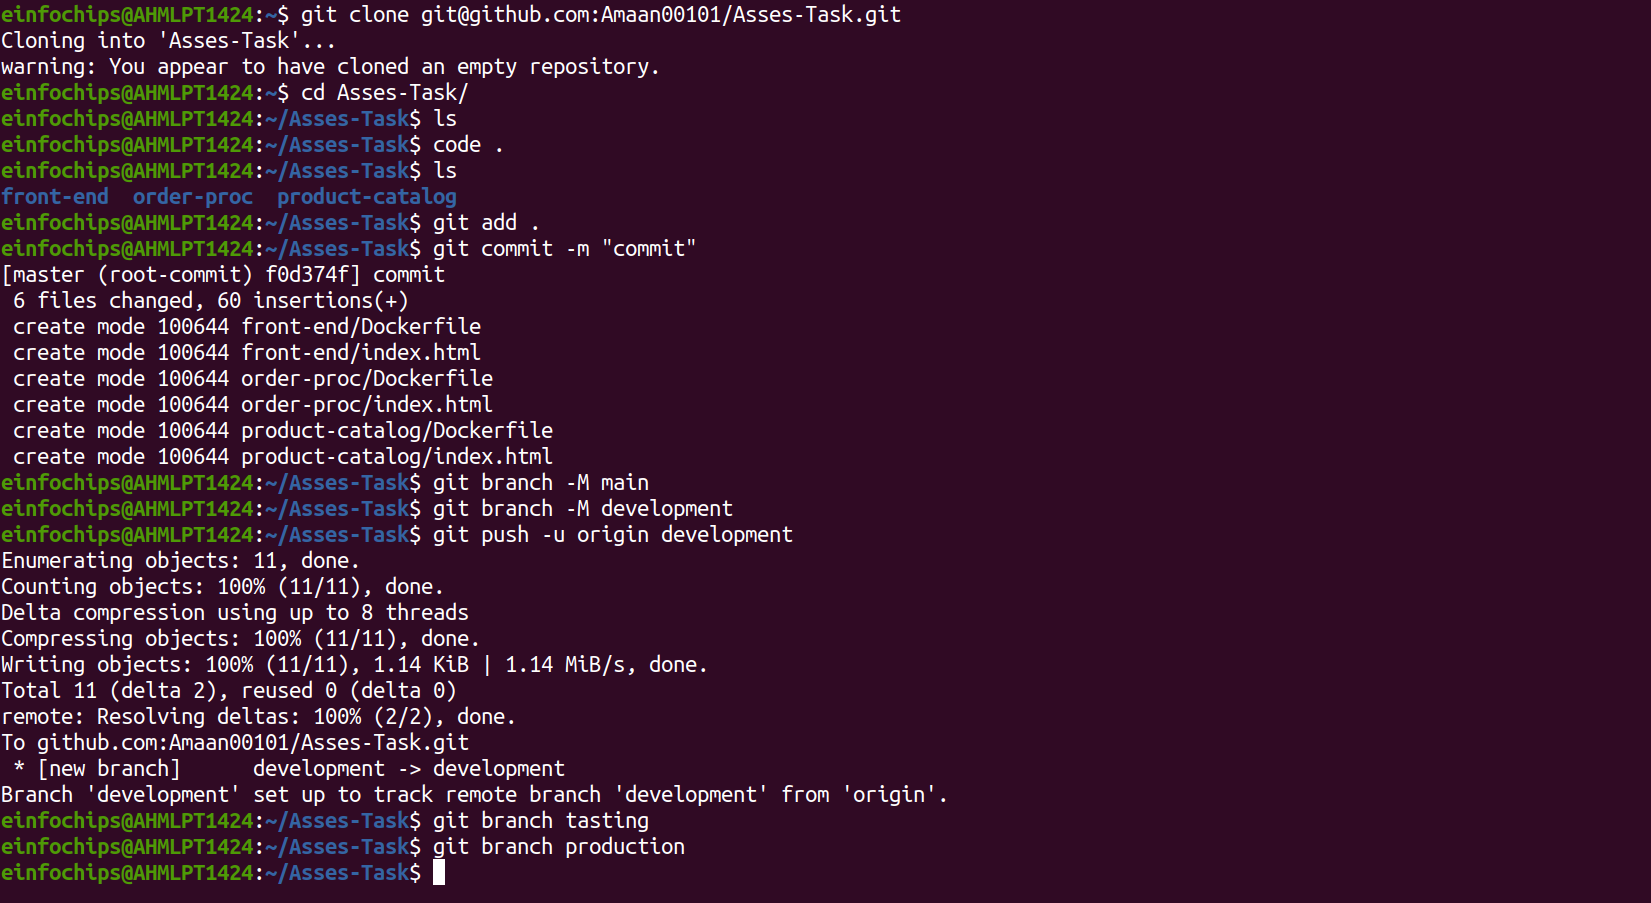 einfochips@AHMLPT1424:~$ git clone git@github.com:Amaan00101/Asses-Task.git
Cloning into 'Asses-Task'...
warning: You appear to have cloned an empty repository.
einfochips@AHMLPT1424:~$ cd Asses-Task/
einfochips@AHMLPT1424:~/Asses-Task$ ls
einfochips@AHMLPT1424:~/Asses-Task$ code .
einfochips@AHMLPT1424:~/Asses-Task$ ls
front-end  order-proc  product-catalog
einfochips@AHMLPT1424:~/Asses-Task$ git add .
einfochips@AHMLPT1424:~/Asses-Task$ git commit -m "commit"
[master (root-commit) f0d374f] commit
 6 files changed, 60 insertions(+)
 create mode 100644 front-end/Dockerfile
 create mode 100644 front-end/index.html
 create mode 100644 order-proc/Dockerfile
 create mode 100644 order-proc/index.html
 create mode 100644 product-catalog/Dockerfile
 create mode 100644 product-catalog/index.html
einfochips@AHMLPT1424:~/Asses-Task$ git branch -M main
einfochips@AHMLPT1424:~/Asses-Task$ git branch -M development
einfochips@AHMLPT1424:~/Asses-Task$ git push -u origin development
Enumerating objects: 11, done.
Counting objects: 100% (11/11), done.
Delta compression using up to 8 threads
Compressing objects: 100% (11/11), done.
Writing objects: 100% (11/11), 1.14 KiB | 1.14 MiB/s, done.
Total 11 (delta 2), reused 0 (delta 0)
remote: Resolving deltas: 100% (2/2), done.
To github.com:Amaan00101/Asses-Task.git
 * [new branch]      development -> development
Branch 'development' set up to track remote branch 'development' from 'origin'.
einfochips@AHMLPT1424:~/Asses-Task$ git branch tasting
einfochips@AHMLPT1424:~/Asses-Task$ git branch production
einfochips@AHMLPT1424:~/Asses-Task$